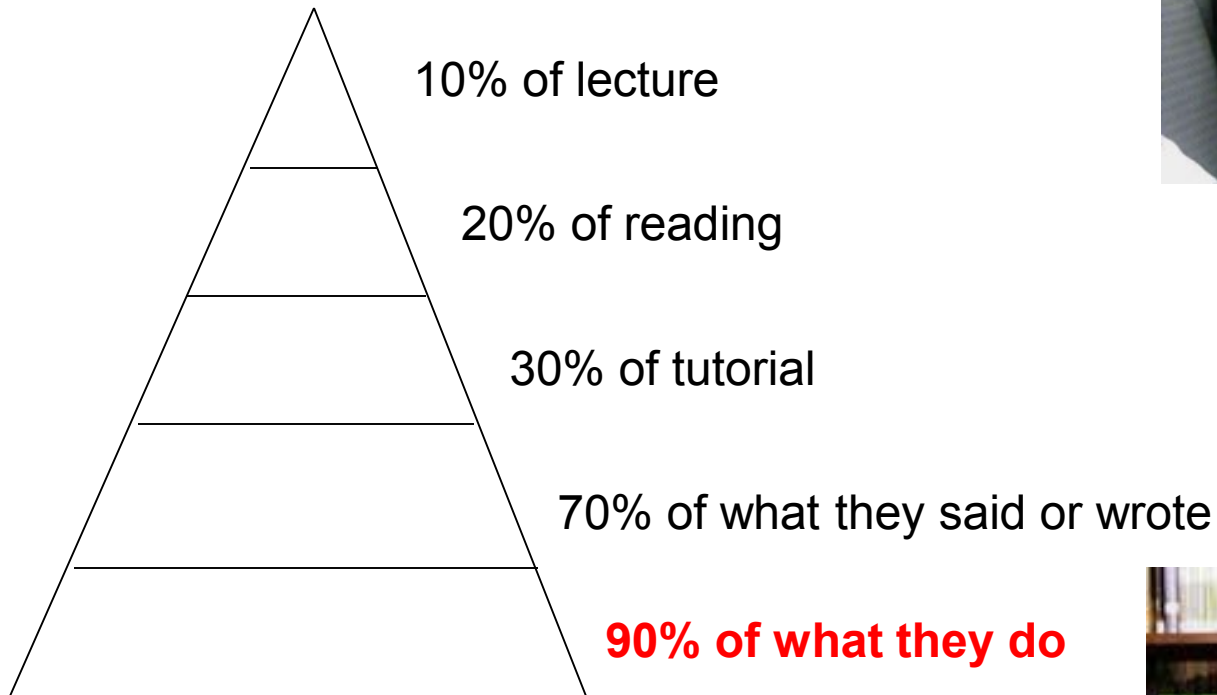 10% of lecture
20% of reading
30% of tutorial
70% of what they said or wrote
90% of what they do